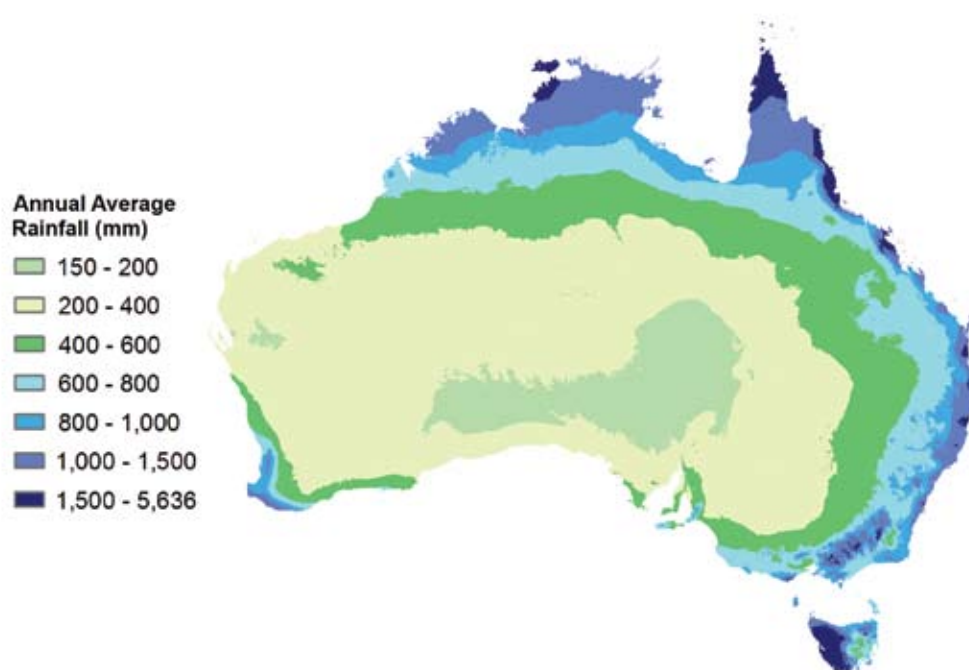 Annual Average
Rainfall (mm)
150 - 200
200 - 400
400 - 600
600 - 800
800 - 1,000
1,000 - 1,500
1,500 - 5,636